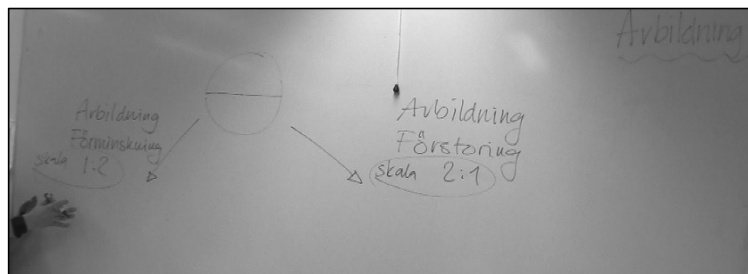 Avbildning
Avbildning
Förminskning
skala 1:2
Avbildning
Förstoring
skala 2:1